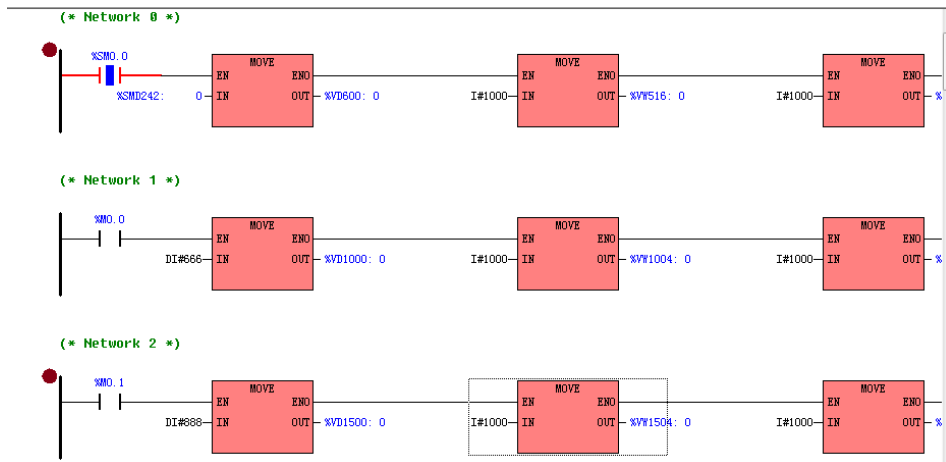 (* Network 0 *)
%SM0.0 MOVE MOVE MOVE
EN ENO EN ENO EN ENO
%SMD242: 0 IN OUT %VD600: 0 I#1000 IN OUT %VW516: 0 I#1000 IN OUT %
(* Network 1 *)
%M0.0 MOVE MOVE MOVE
EN ENO EN ENO EN ENO
DI#666 IN OUT %VD1000: 0 I#1000 IN OUT %VW1004: 0 I#1000 IN OUT %
(* Network 2 *)
%M0.1 MOVE MOVE MOVE
EN ENO EN ENO EN ENO
DI#888 IN OUT %VD1500: 0 I#1000 IN OUT %VW1504: 0 I#1000 IN OUT %